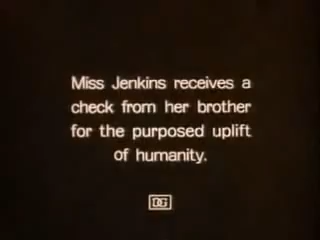 Miss Jenkins receives a
check from her brother
for the purposed uplift
of humanity.
DG